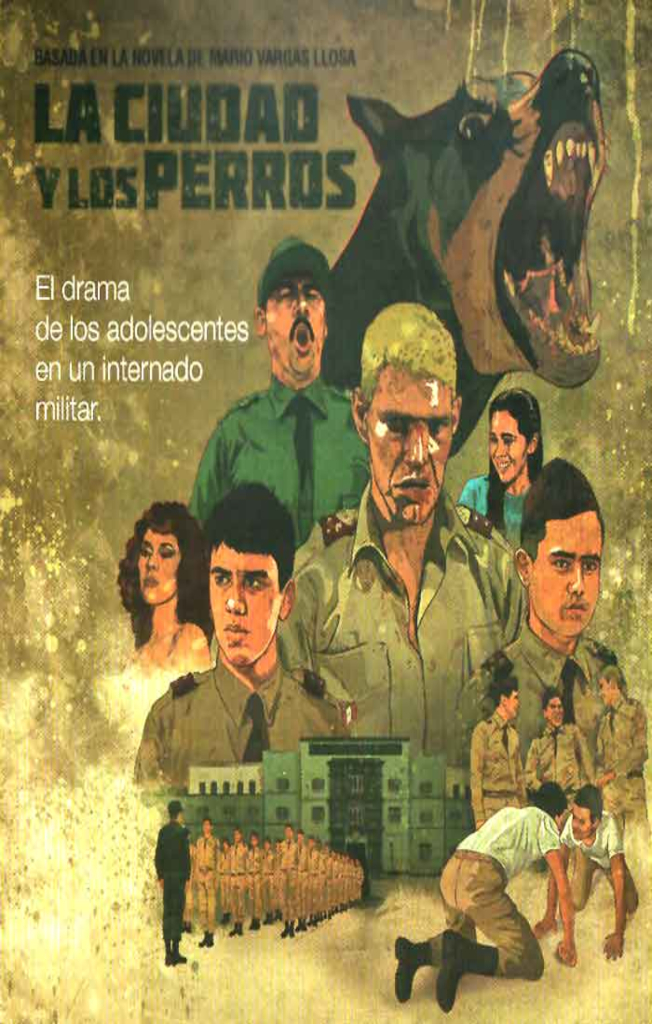 BASADA EN LA NOVELA DE MARIO VARGAS LLOSA
LA CIUDAD
Y LOS PERROS
El drama
de los adolescentes
en un internado
militar.